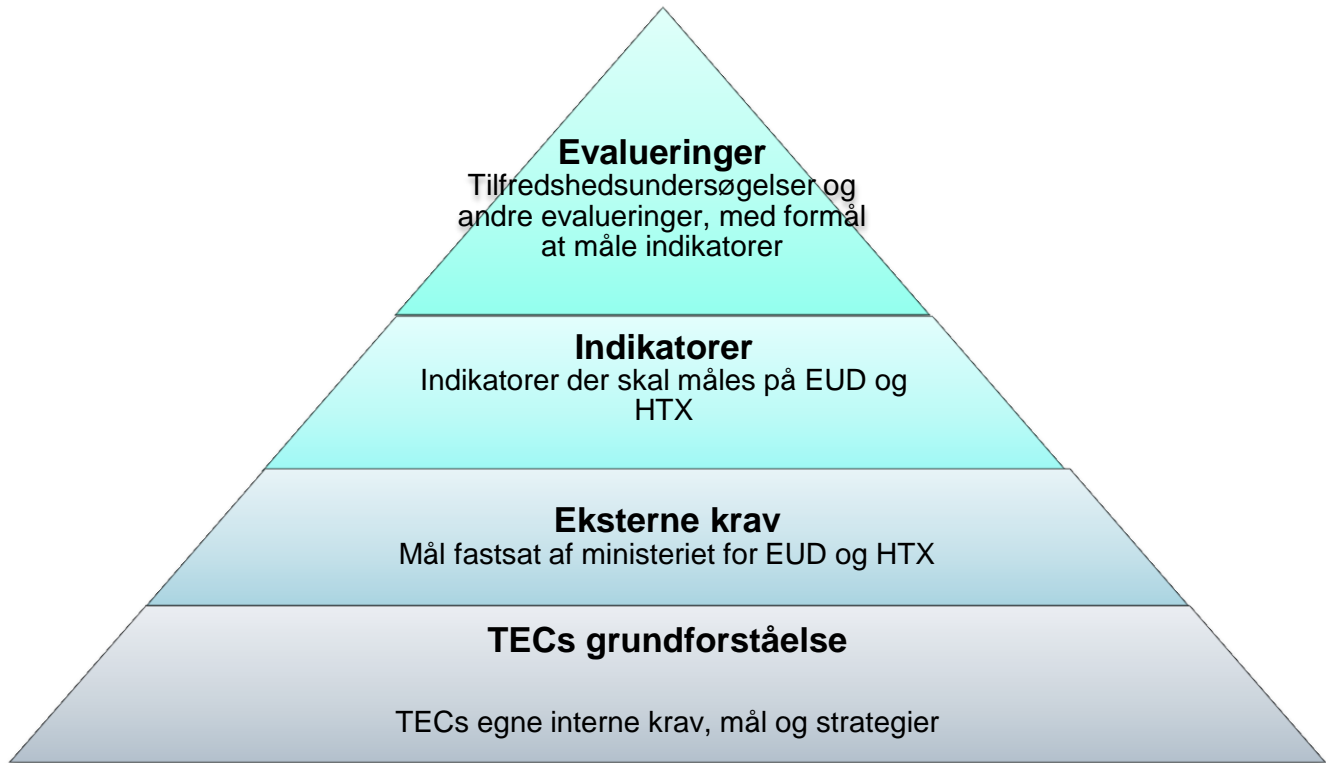 Evalueringer
Tilfredshedsundersøgelser og
andre evalueringer, med formål
at måle indikatorer
Indikatorer
Indikatorer der skal måles på EUD og
HTX
Eksterne krav
Mål fastsat af ministeriet for EUD og HTX
TECs grundforståelse
TECs egne interne krav, mål og strategier